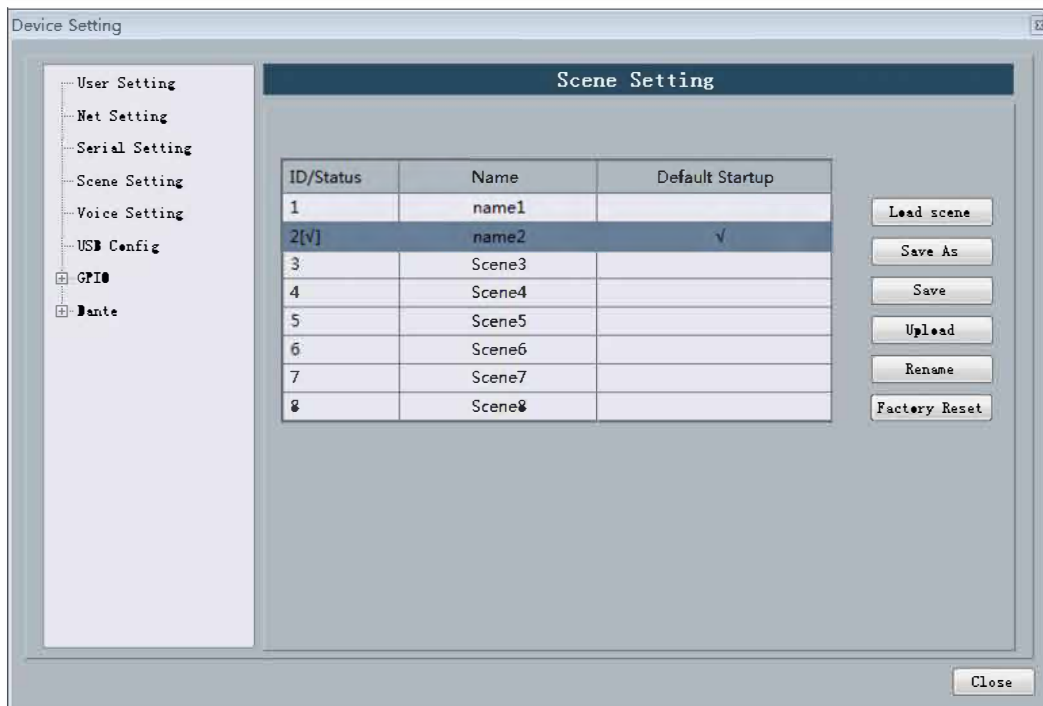 Device Setting
User Setting
Net Setting
Serial Setting
Scene Setting
Voice Setting
USB Config
GPIO
Dante
Scene Setting
ID/Status Name Default Startup
1 name1
2[√] name2 √
3 Scene3
4 Scene4
5 Scene5
6 Scene6
7 Scene7
8 Scene8
Load scene
Save As
Save
Upload
Rename
Factory Reset
Close